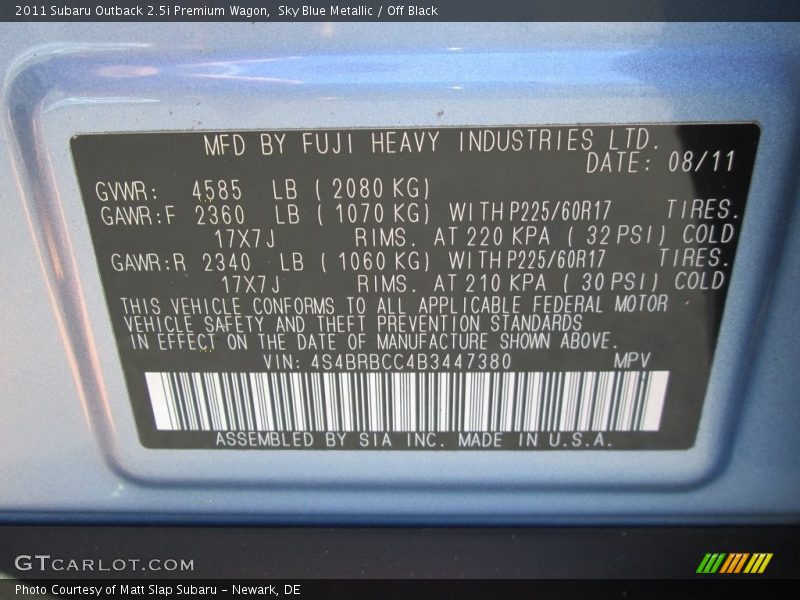 2011 Subaru Outback 2.5i Premium Wagon, Sky Blue Metallic / Off Black
MFD BY FUJI HEAVY INDUSTRIES LTD.
DATE: 08/11
GVWR: 4585 LB ( 2080 KG)
GAWR:F 2360 LB ( 1070 KG) WITH P225/60R17 TIRES.
17X7J RIMS. AT 220 KPA ( 32 PSI) COLD
GAWR:R 2340 LB ( 1060 KG) WITH P225/60R17 TIRES.
17X7J RIMS. AT 210 KPA ( 30 PSI) COLD
THIS VEHICLE CONFORMS TO ALL APPLICABLE FEDERAL MOTOR
VEHICLE SAFETY AND THEFT PREVENTION STANDARDS
IN EFFECT ON THE DATE OF MANUFACTURE SHOWN ABOVE.
VIN: 4S4BRBCC4B3447380 MPV
ASSEMBLED BY SIA INC. MADE IN U.S.A.
GTCARLOT.COM
Photo Courtesy of Matt Slap Subaru - Newark, DE